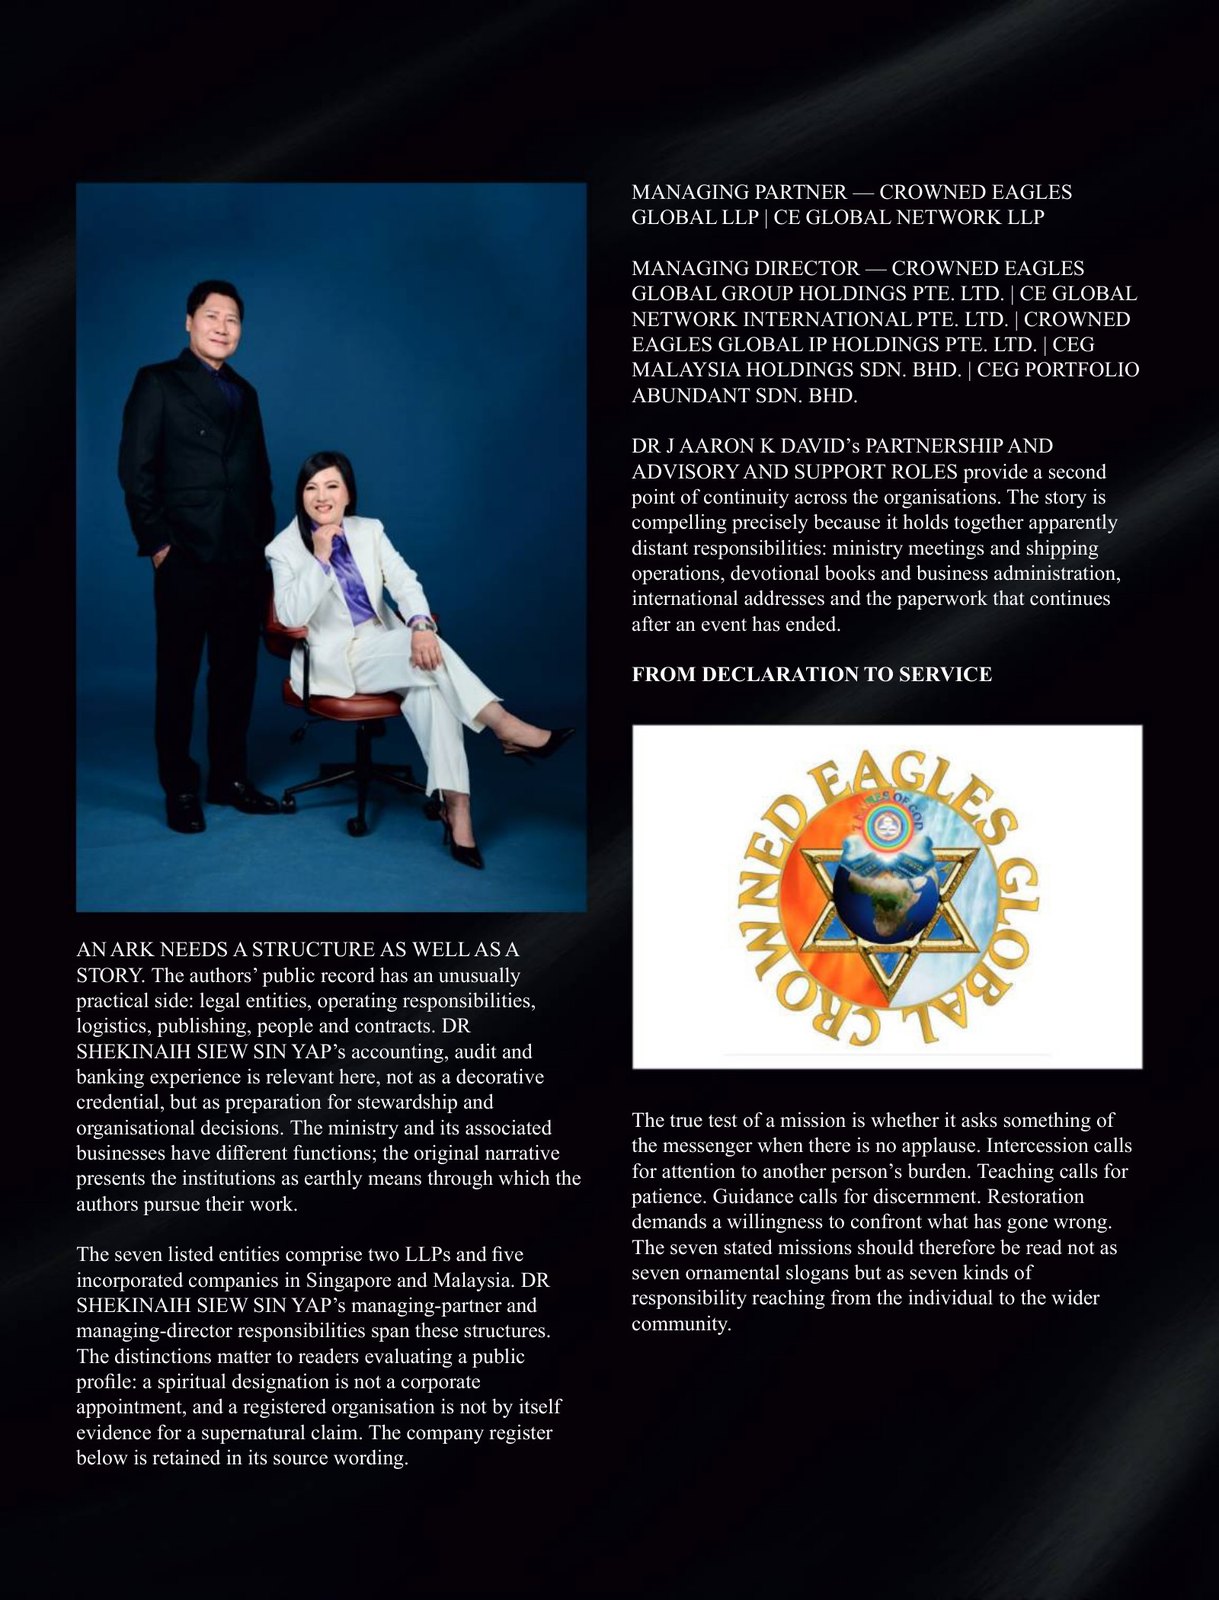 AN ARK NEEDS A STRUCTURE AS WELL AS A
STORY. The authors’ public record has an unusually
practical side: legal entities, operating responsibilities,
logistics, publishing, people and contracts. DR
SHEKINAIH SIEW SIN YAP’s accounting, audit and
banking experience is relevant here, not as a decorative
credential, but as preparation for stewardship and
organisational decisions. The ministry and its associated
businesses have different functions; the original narrative
presents the institutions as earthly means through which the
authors pursue their work.
The seven listed entities comprise two LLPs and five
incorporated companies in Singapore and Malaysia. DR
SHEKINAIH SIEW SIN YAP’s managing-partner and
managing-director responsibilities span these structures.
The distinctions matter to readers evaluating a public
profile: a spiritual designation is not a corporate
appointment, and a registered organisation is not by itself
evidence for a supernatural claim. The company register
below is retained in its source wording.
MANAGING PARTNER — CROWNED EAGLES
GLOBAL LLP | CE GLOBAL NETWORK LLP
MANAGING DIRECTOR — CROWNED EAGLES
GLOBAL GROUP HOLDINGS PTE. LTD. | CE GLOBAL
NETWORK INTERNATIONAL PTE. LTD. | CROWNED
EAGLES GLOBAL IP HOLDINGS PTE. LTD. | CEG
MALAYSIA HOLDINGS SDN. BHD. | CEG PORTFOLIO
ABUNDANT SDN. BHD.
DR J AARON K DAVID’s PARTNERSHIP AND
ADVISORY AND SUPPORT ROLES provide a second
point of continuity across the organisations. The story is
compelling precisely because it holds together apparently
distant responsibilities: ministry meetings and shipping
operations, devotional books and business administration,
international addresses and the paperwork that continues
after an event has ended.
FROM DECLARATION TO SERVICE
CROWNED EAGLES GLOBAL
OF GOD
The true test of a mission is whether it asks something of
the messenger when there is no applause. Intercession calls
for attention to another person’s burden. Teaching calls for
patience. Guidance calls for discernment. Restoration
demands a willingness to confront what has gone wrong.
The seven stated missions should therefore be read not as
seven ornamental slogans but as seven kinds of
responsibility reaching from the individual to the wider
community.